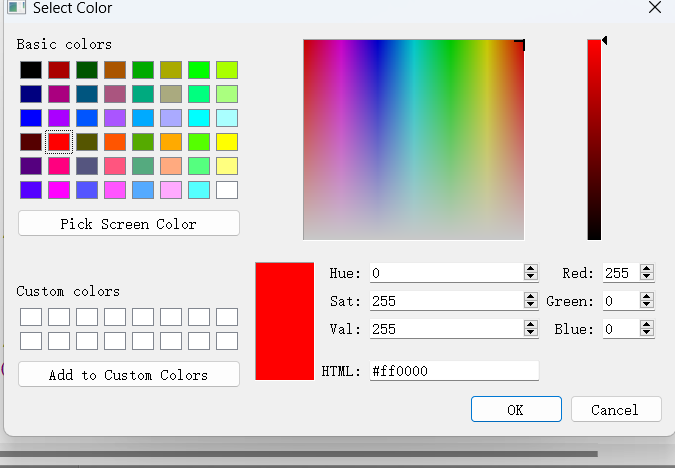 Select Color
Basic colors
Pick Screen Color
Custom colors
Add to Custom Colors
Hue: 0
Red: 255
Sat: 255
Green: 0
Val: 255
Blue: 0
HTML: #ff0000
OK
Cancel